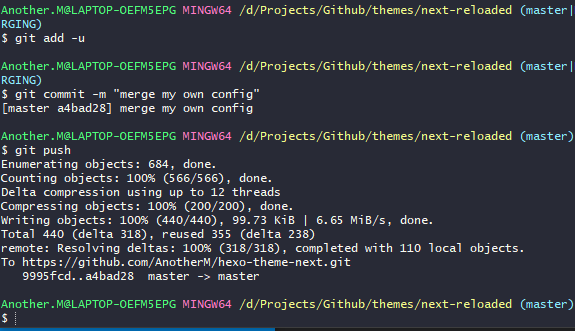 Another.M@LAPTOP-OEFM5EPG MINGW64 /d/Projects/Github/themes/next-reloaded (master|
RGING)
$ git add -u
Another.M@LAPTOP-OEFM5EPG MINGW64 /d/Projects/Github/themes/next-reloaded (master|
RGING)
$ git commit -m "merge my own config"
[master a4bad28] merge my own config
Another.M@LAPTOP-OEFM5EPG MINGW64 /d/Projects/Github/themes/next-reloaded (master)
$ git push
Enumerating objects: 684, done.
Counting objects: 100% (566/566), done.
Delta compression using up to 12 threads
Compressing objects: 100% (200/200), done.
Writing objects: 100% (440/440), 99.73 KiB | 6.65 MiB/s, done.
Total 440 (delta 318), reused 355 (delta 238)
remote: Resolving deltas: 100% (318/318), completed with 110 local objects.
To https://github.com/AnotherM/hexo-theme-next.git
   9995fcd..a4bad28  master -> master
Another.M@LAPTOP-OEFM5EPG MINGW64 /d/Projects/Github/themes/next-reloaded (master)
$